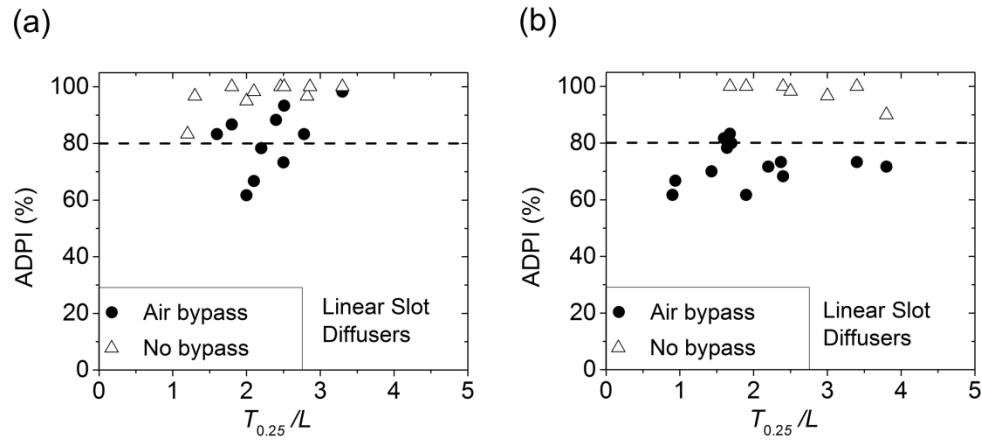 (a)
ADPI (%)
100
80
60
40
20
0
Air bypass
No bypass
Linear Slot
Diffusers
0 1 2 3 4 5
T0.25 /L
(b)
ADPI (%)
100
80
60
40
20
0
Air bypass
No bypass
Linear Slot
Diffusers
0 1 2 3 4 5
T0.25 /L